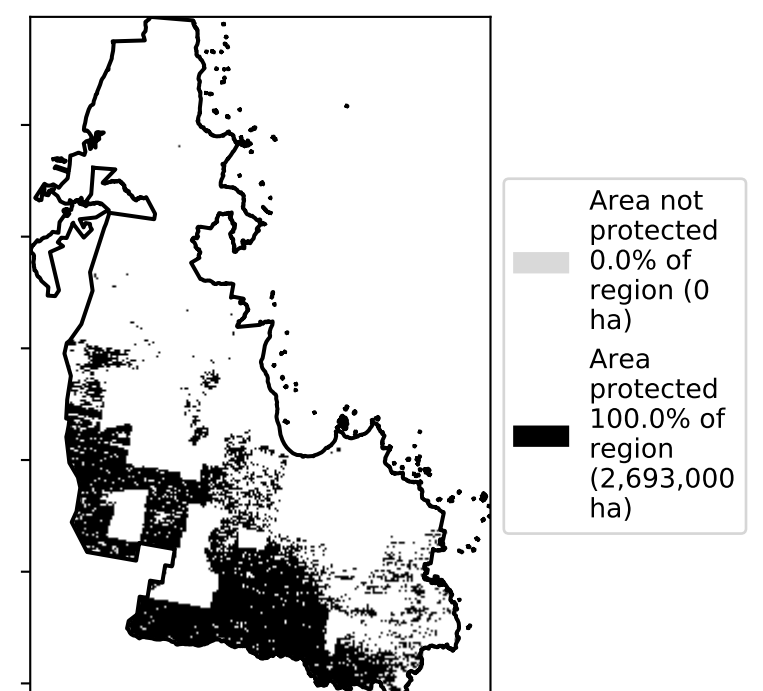 Area not
protected
0.0% of
region (0
ha)
Area
protected
100.0% of
region
(2,693,000
ha)